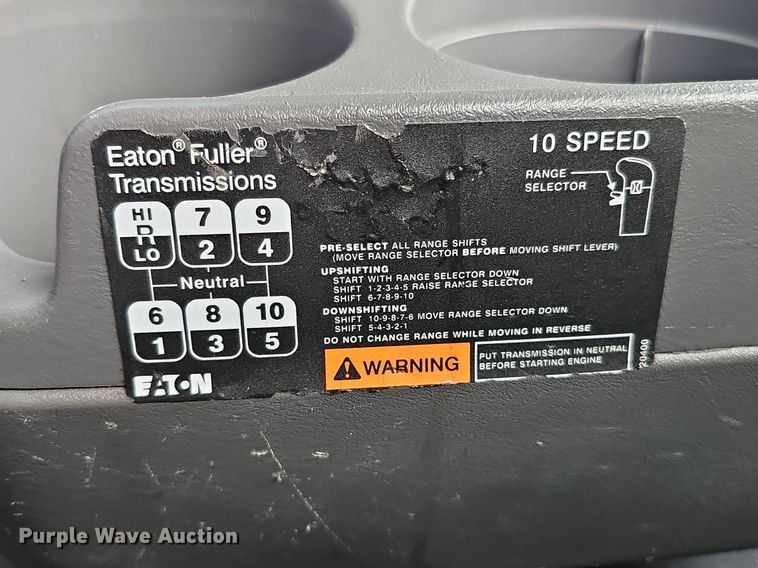 Eaton® Fuller®
Transmissions
10 SPEED
RANGE
SELECTOR
HI 7 9
R
LO 2 4
Neutral
6 8 10
1 3 5
PRE-SELECT ALL RANGE SHIFTS
(MOVE RANGE SELECTOR BEFORE MOVING SHIFT LEVER)
UPSHIFTING
START WITH RANGE SELECTOR DOWN
SHIFT 1-2-3-4-5 RAISE RANGE SELECTOR
SHIFT 6-7-8-9-10
DOWNSHIFTING
SHIFT 10-9-8-7-6 MOVE RANGE SELECTOR DOWN
SHIFT 5-4-3-2-1
DO NOT CHANGE RANGE WHILE MOVING IN REVERSE
WARNING
PUT TRANSMISSION IN NEUTRAL
BEFORE STARTING ENGINE
20400
EATON
Purple Wave Auction